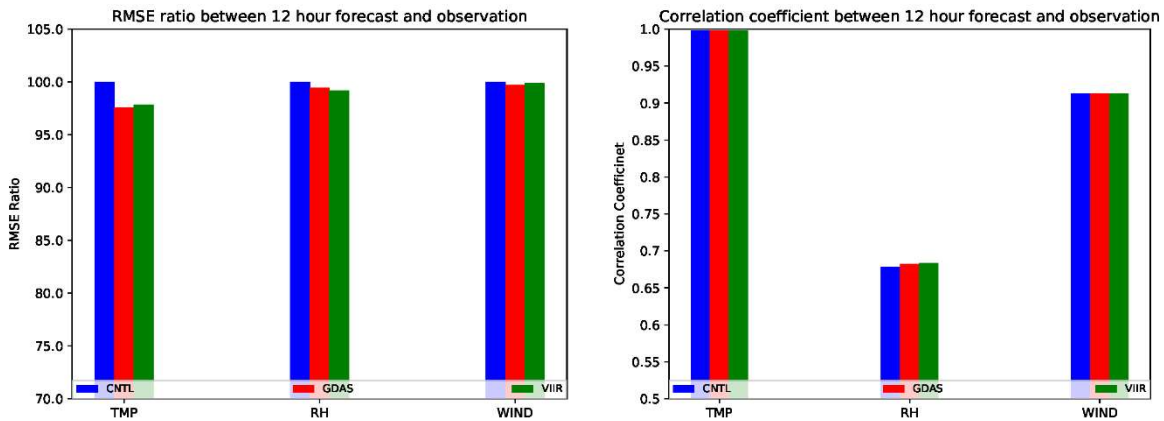 RMSE ratio between 12 hour forecast and observation
105.0
100.0
95.0
90.0
85.0
80.0
75.0
70.0
RMSE Ratio
CNTL GDAS VIIR
TMP RH WIND
Correlation coefficient between 12 hour forecast and observation
1.0
0.95
0.9
0.85
0.8
0.75
0.7
0.65
0.6
0.55
0.5
Correlation Coefficinet
CNTL GDAS VIIR
TMP RH WIND